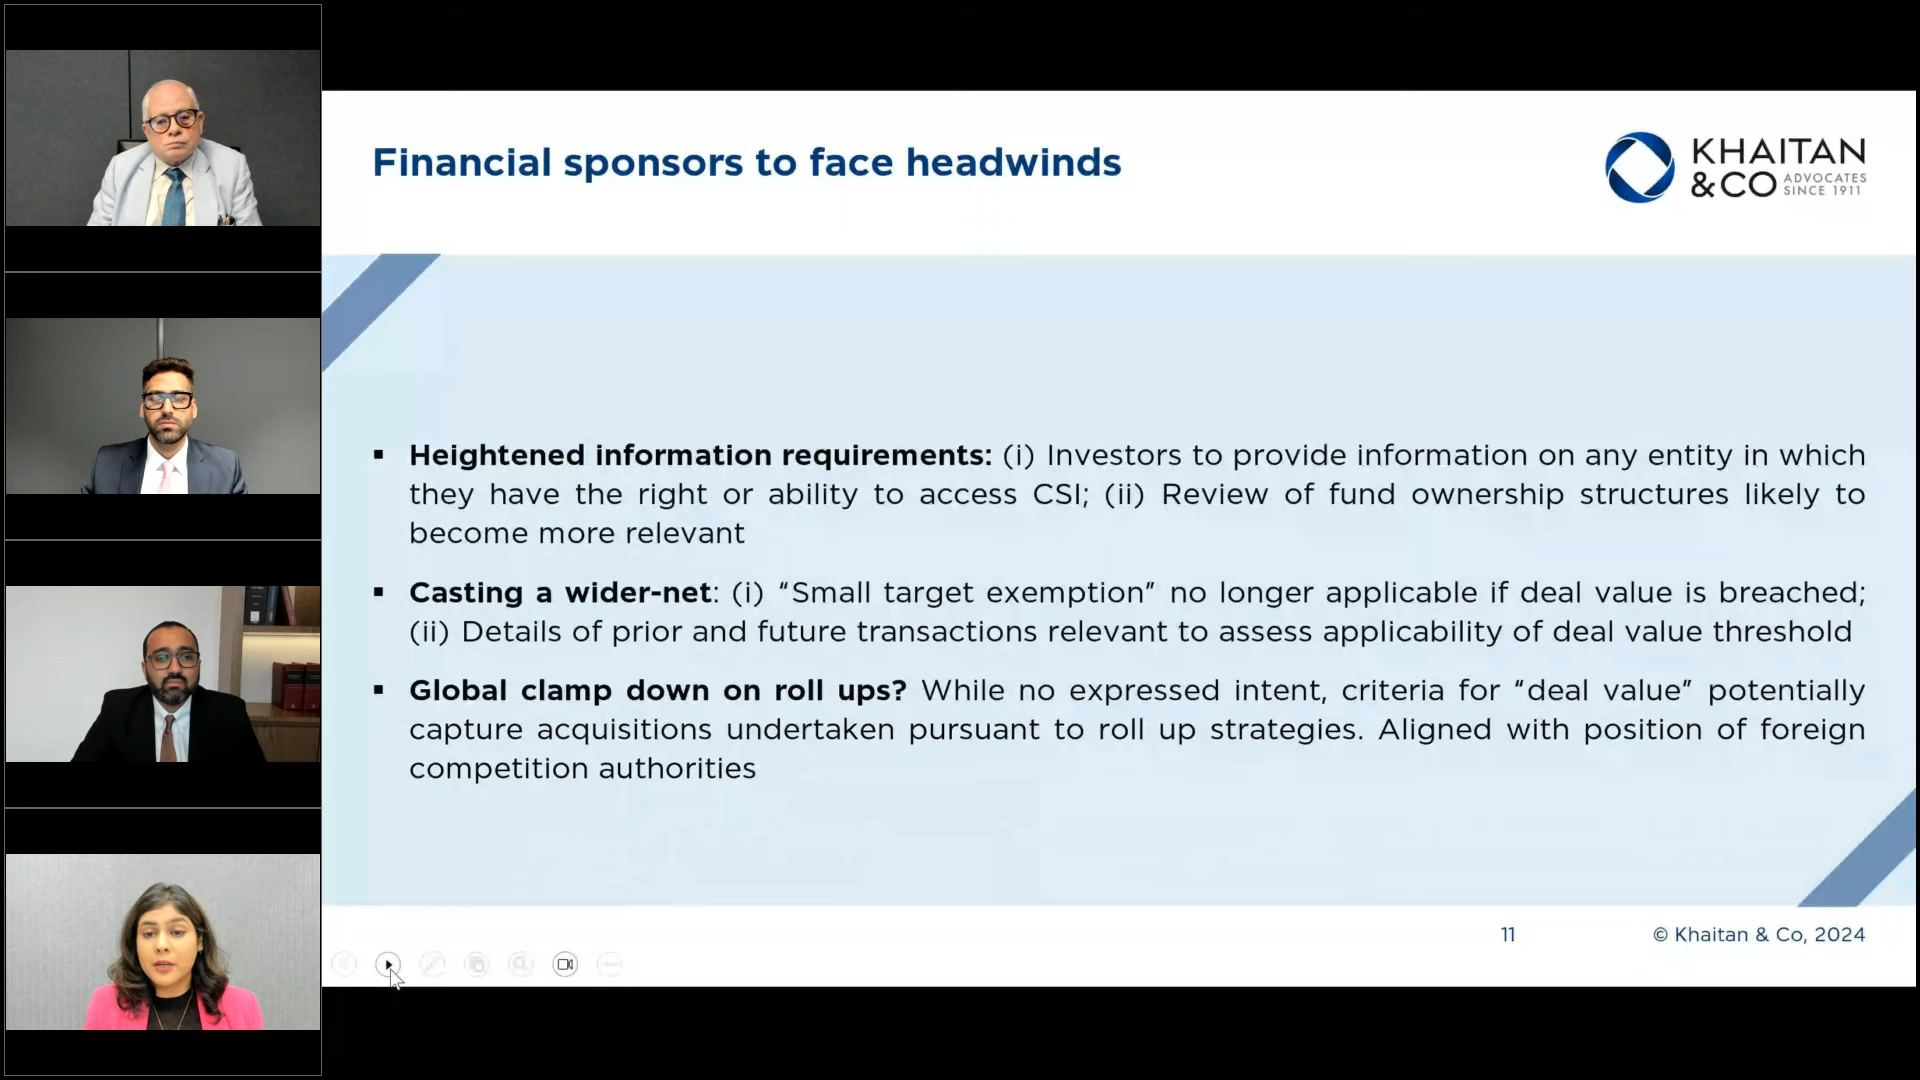 Financial sponsors to face headwinds
KHAITAN
&CO ADVOCATES
SINCE 1911
▪ Heightened information requirements: (i) Investors to provide information on any entity in which
they have the right or ability to access CSI; (ii) Review of fund ownership structures likely to
become more relevant
▪ Casting a wider-net: (i) “Small target exemption” no longer applicable if deal value is breached;
(ii) Details of prior and future transactions relevant to assess applicability of deal value threshold
▪ Global clamp down on roll ups? While no expressed intent, criteria for “deal value” potentially
capture acquisitions undertaken pursuant to roll up strategies. Aligned with position of foreign
competition authorities
11
© Khaitan & Co, 2024